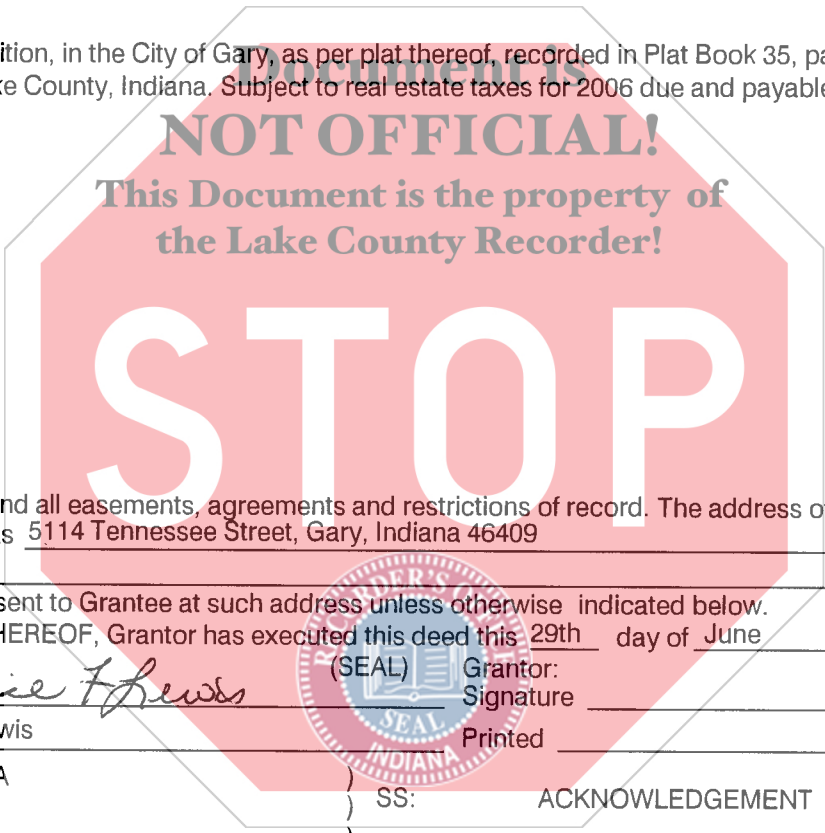 ition, in the City of Gary, as per plat thereof, recorded in Plat Book 35, pa
ke County, Indiana. Subject to real estate taxes for 2006 due and payable
Document is
NOT OFFICIAL!
This Document is the property of
the Lake County Recorder!
STOP
nd all easements, agreements and restrictions of record. The address o
s 5114 Tennessee Street, Gary, Indiana 46409
sent to Grantee at such address unless otherwise indicated below.
HEREOF, Grantor has executed this deed this 29th day of June
(SEAL) Grantor:
ice F Lewis Signature
wis Printed
RECORDER'S OFFICE
SEAL
INDIANA
A
) SS: ACKNOWLEDGEMENT
)